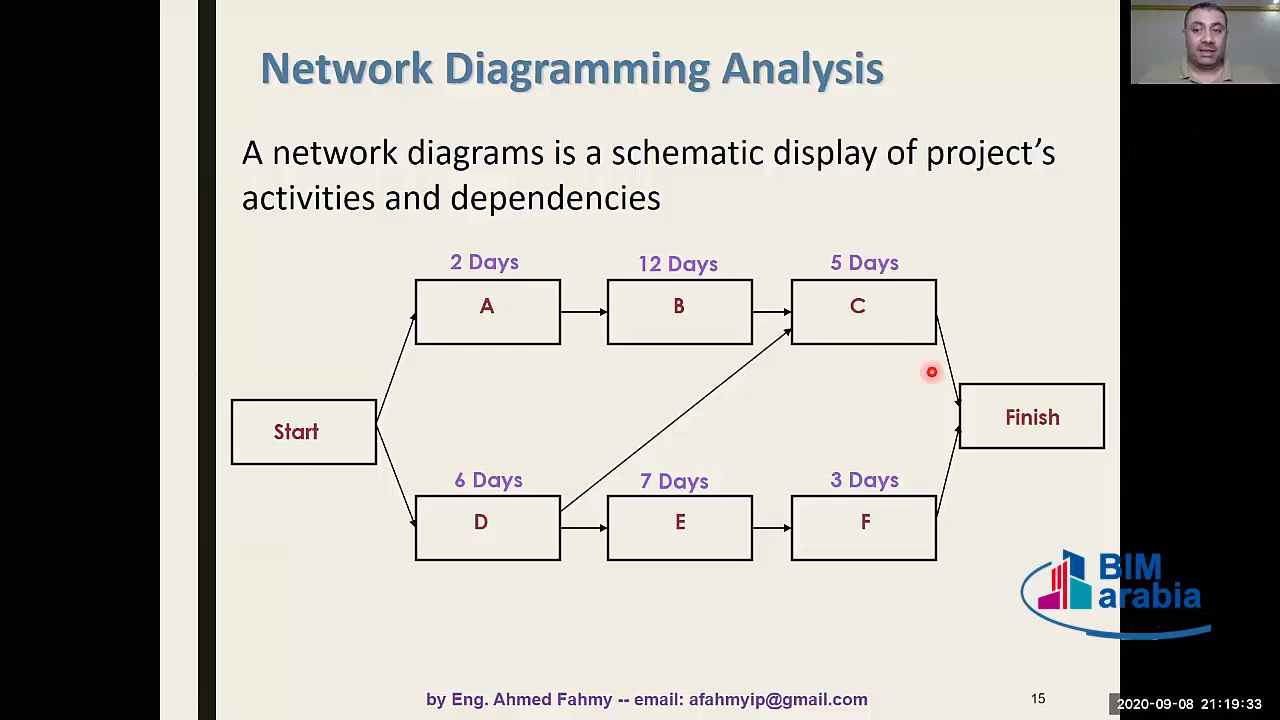 Network Diagramming Analysis
A network diagrams is a schematic display of project’s
activities and dependencies
2 Days
12 Days
5 Days
A
B
C
Start
Finish
6 Days
7 Days
3 Days
D
E
F
BIM
arabia
by Eng. Ahmed Fahmy -- email: afahmyip@gmail.com
15
2020-09-08 21:19:33